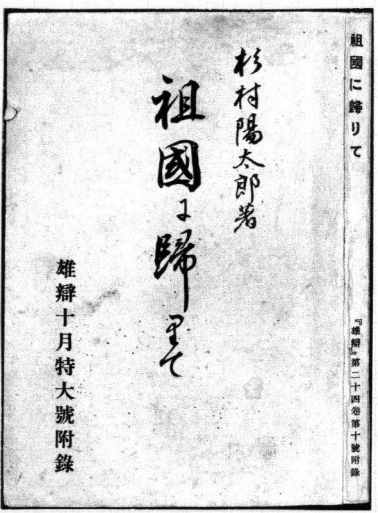 祖國に歸りて
『雄辯』第二十四卷第十號附錄
杉村陽太郎著
祖國に歸りて
雄辯十月特大號附錄